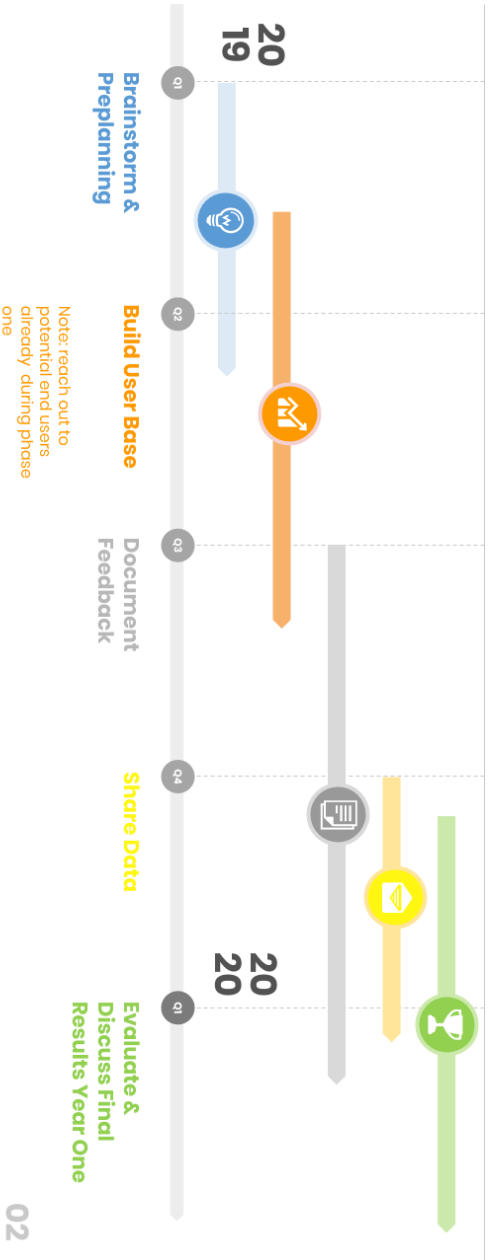 20
19
20
20
Q1
Q2
Q3
Q4
Q1
Brainstorm &
Preplanning
Build User Base
Note: reach out to
potential end users
already during phase
one
Document
Feedback
Share Data
Evaluate &
Discuss Final
Results Year One
02